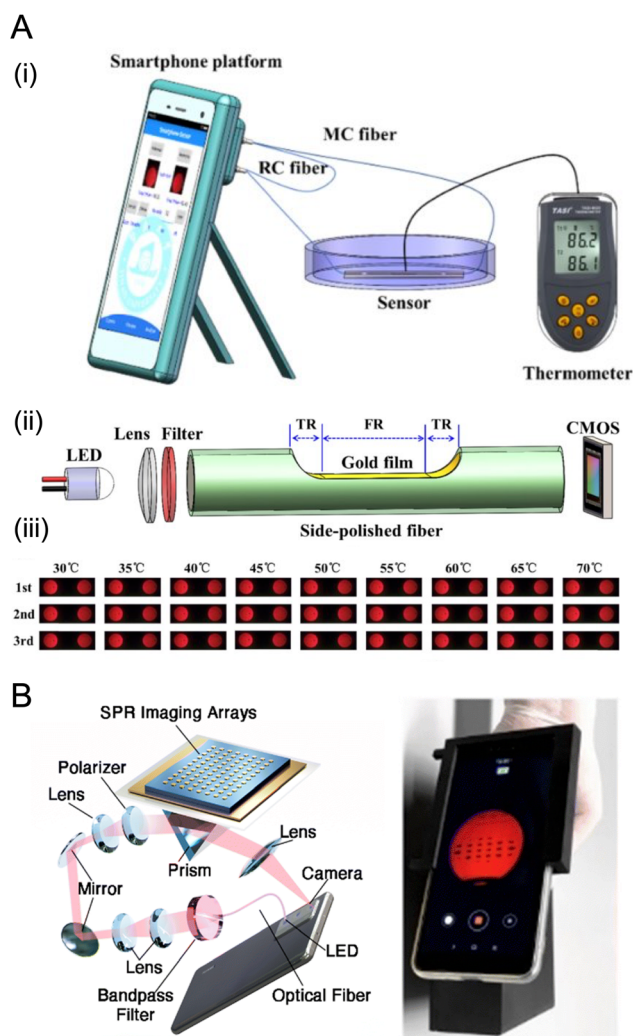 A
(i)
Smartphone platform
MC fiber
RC fiber
Sensor
TASI
86.2
86.1
Thermometer
(ii)
TR
FR
TR
CMOS
Lens
Filter
LED
Gold film
Side-polished fiber
(iii)
30℃ 35℃ 40℃ 45℃ 50℃ 55℃ 60℃ 65℃ 70℃
1st
2nd
3rd
B
SPR Imaging Arrays
Polarizer
Lens
Lens
Prism
Camera
Mirror
LED
Lens
Bandpass
Filter
Optical Fiber